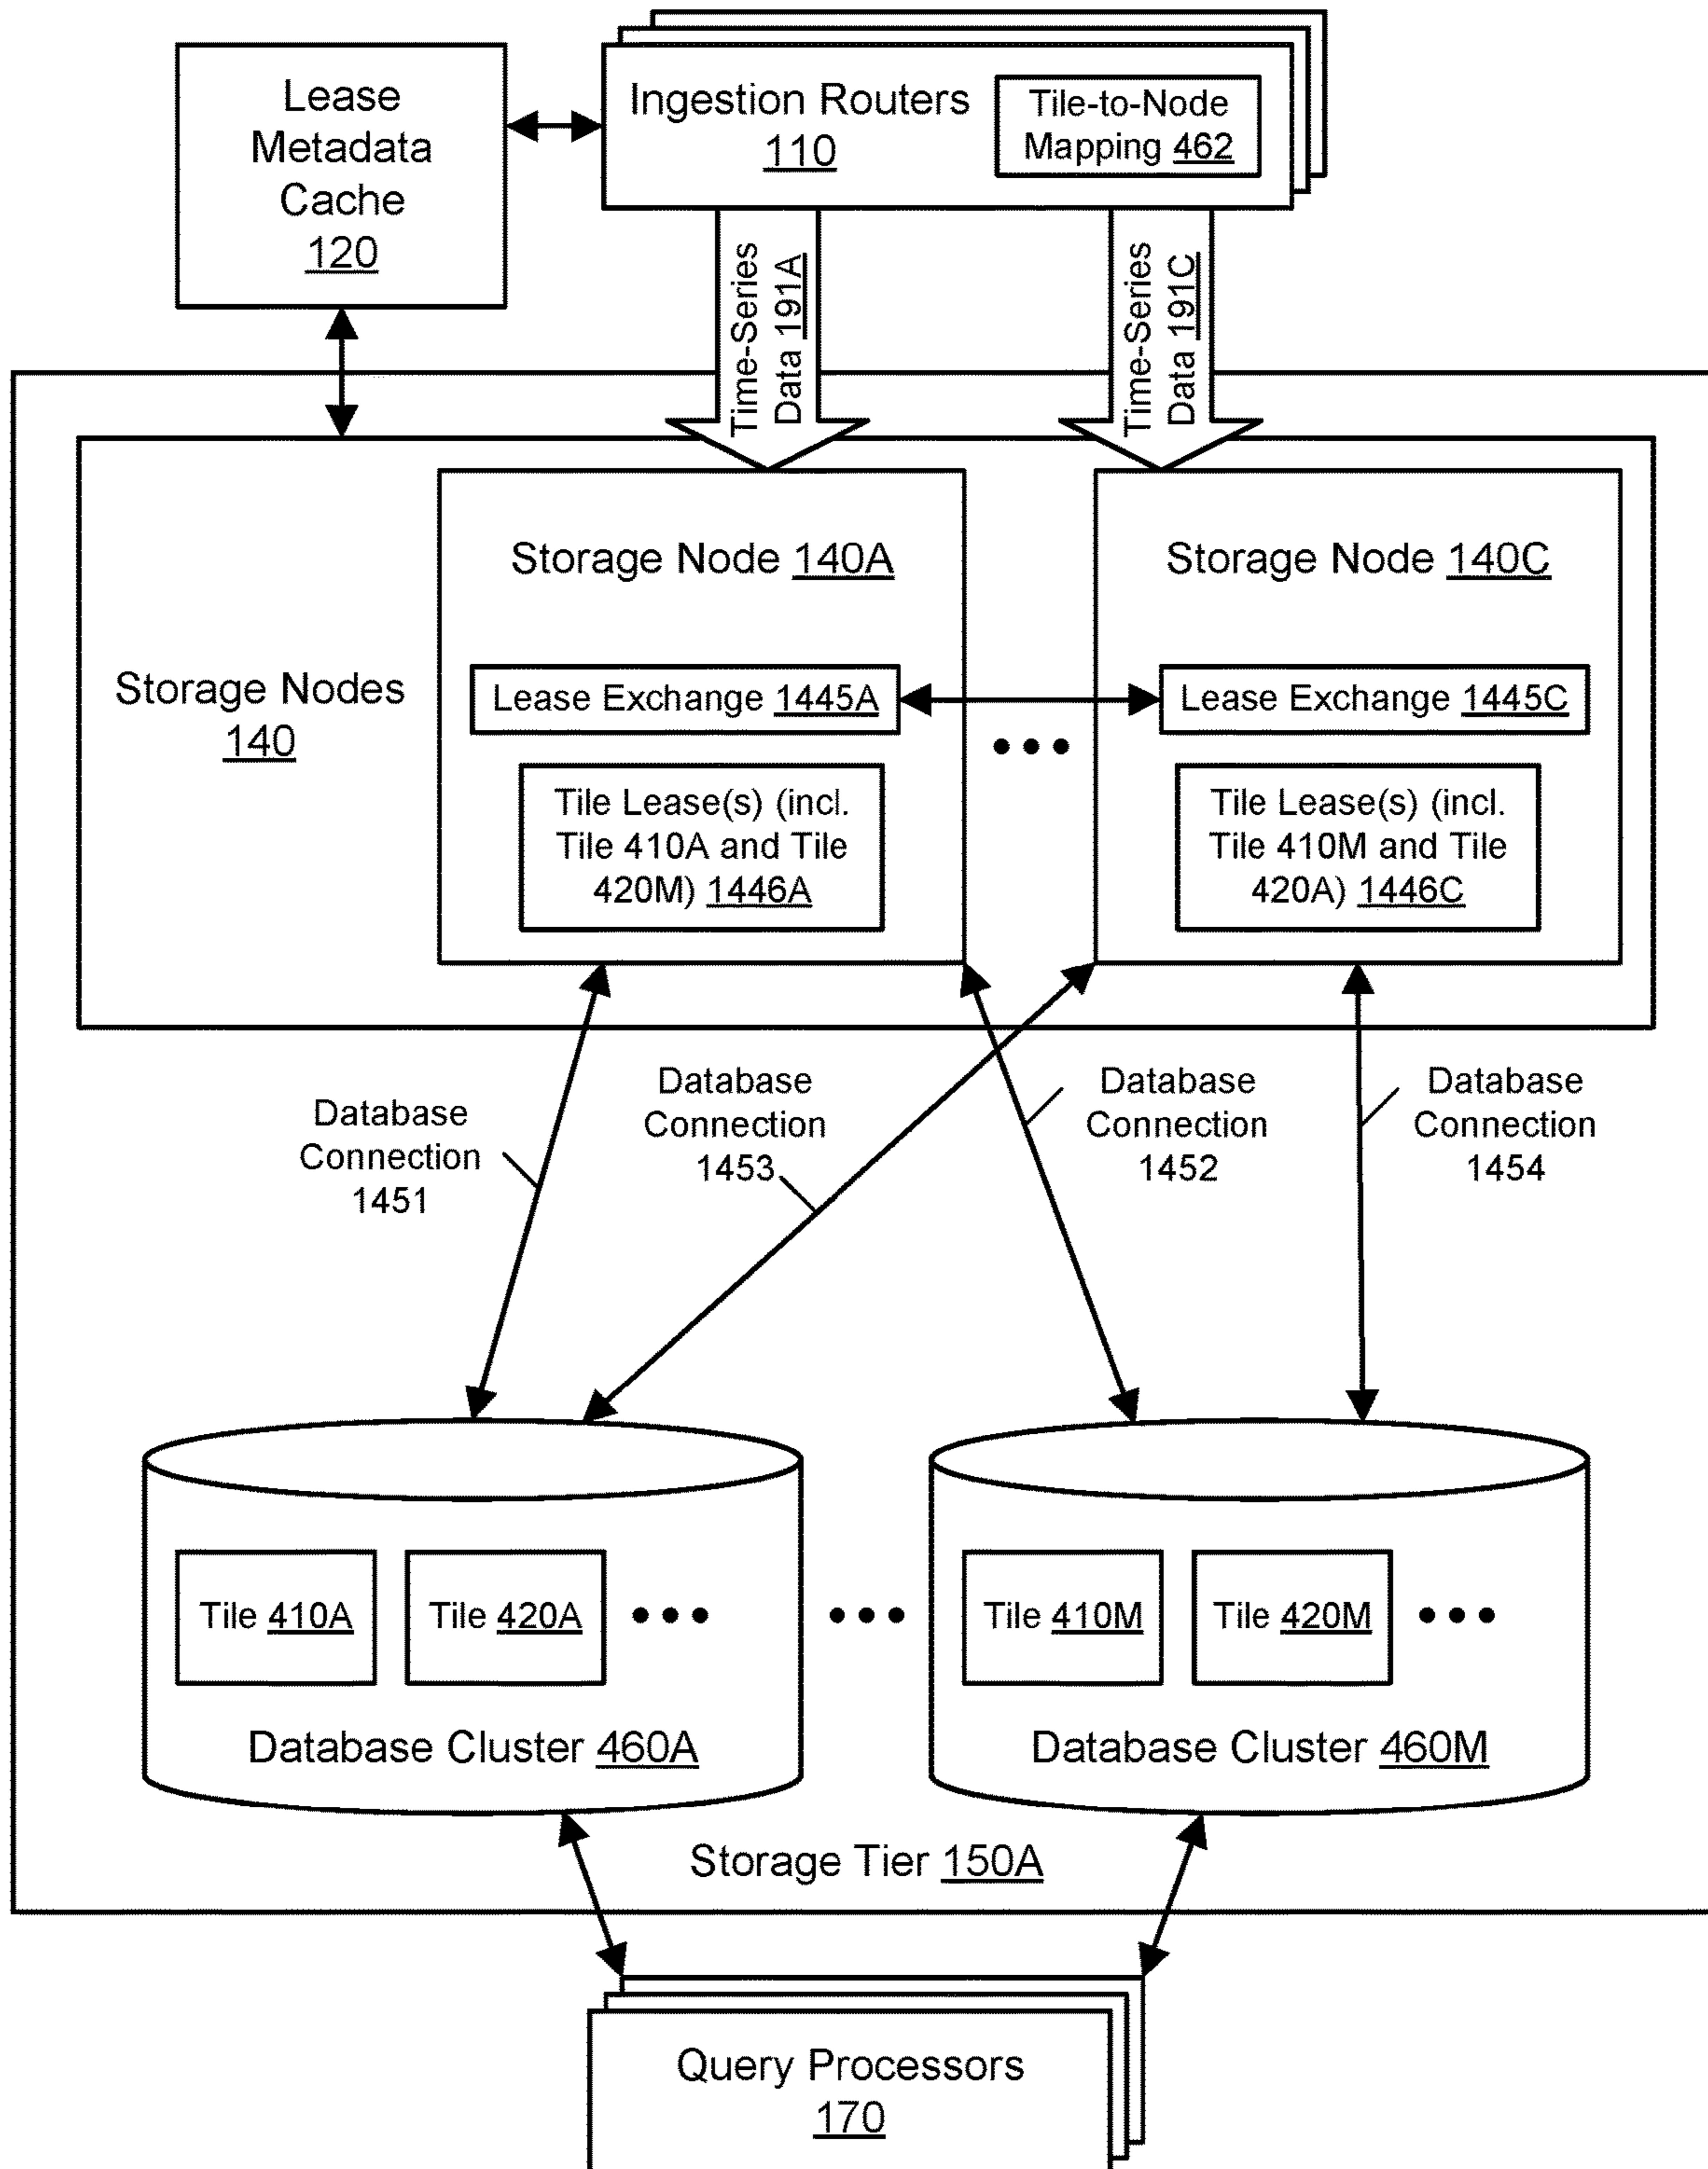 Lease
Metadata
Cache
120
Ingestion Routers
110
Tile-to-Node
Mapping 462
Time-Series
Data 191A
Time-Series
Data 191C
Storage Nodes
140
Storage Node 140A
Lease Exchange 1445A
Tile Lease(s) (incl.
Tile 410A and Tile
420M) 1446A
Storage Node 140C
Lease Exchange 1445C
Tile Lease(s) (incl.
Tile 410M and Tile
420A) 1446C
Database
Connection
1451
Database
Connection
1453
Database
Connection
1452
Database
Connection
1454
Tile 410A
Tile 420A
Database Cluster 460A
Tile 410M
Tile 420M
Database Cluster 460M
Storage Tier 150A
Query Processors
170